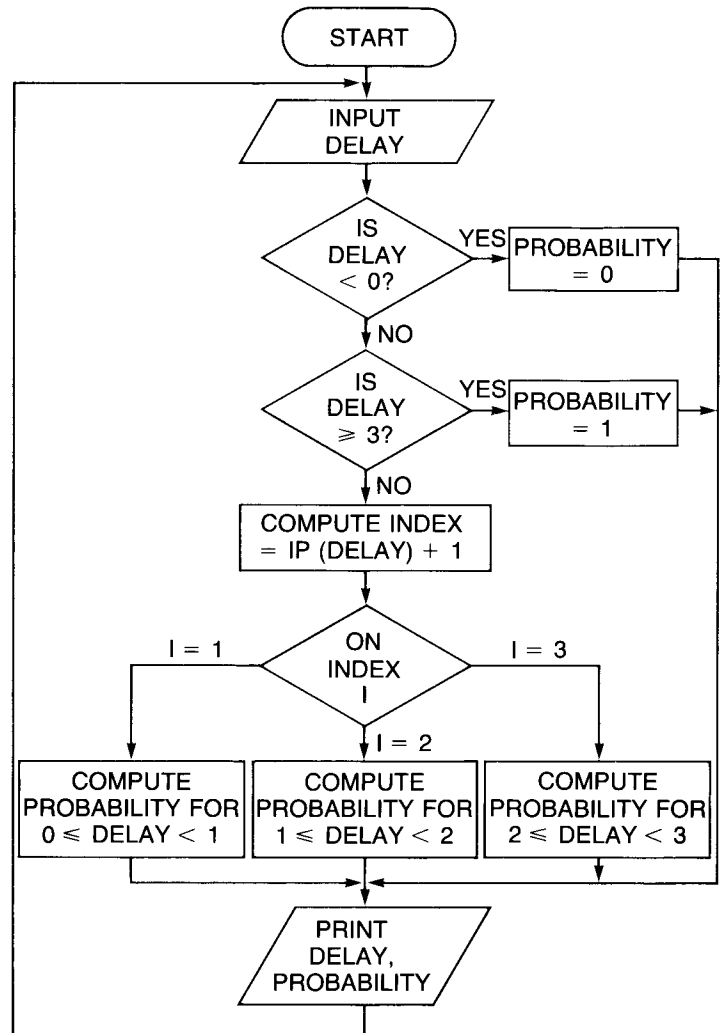 START
INPUT
DELAY
IS
DELAY
< 0?
YES
PROBABILITY
= 0
NO
IS
DELAY
⩾ 3?
YES
PROBABILITY
= 1
NO
COMPUTE INDEX
= IP (DELAY) + 1
ON
INDEX
I
I = 1
I = 2
I = 3
COMPUTE
PROBABILITY FOR
0 ⩽ DELAY < 1
COMPUTE
PROBABILITY FOR
1 ⩽ DELAY < 2
COMPUTE
PROBABILITY FOR
2 ⩽ DELAY < 3
PRINT
DELAY,
PROBABILITY